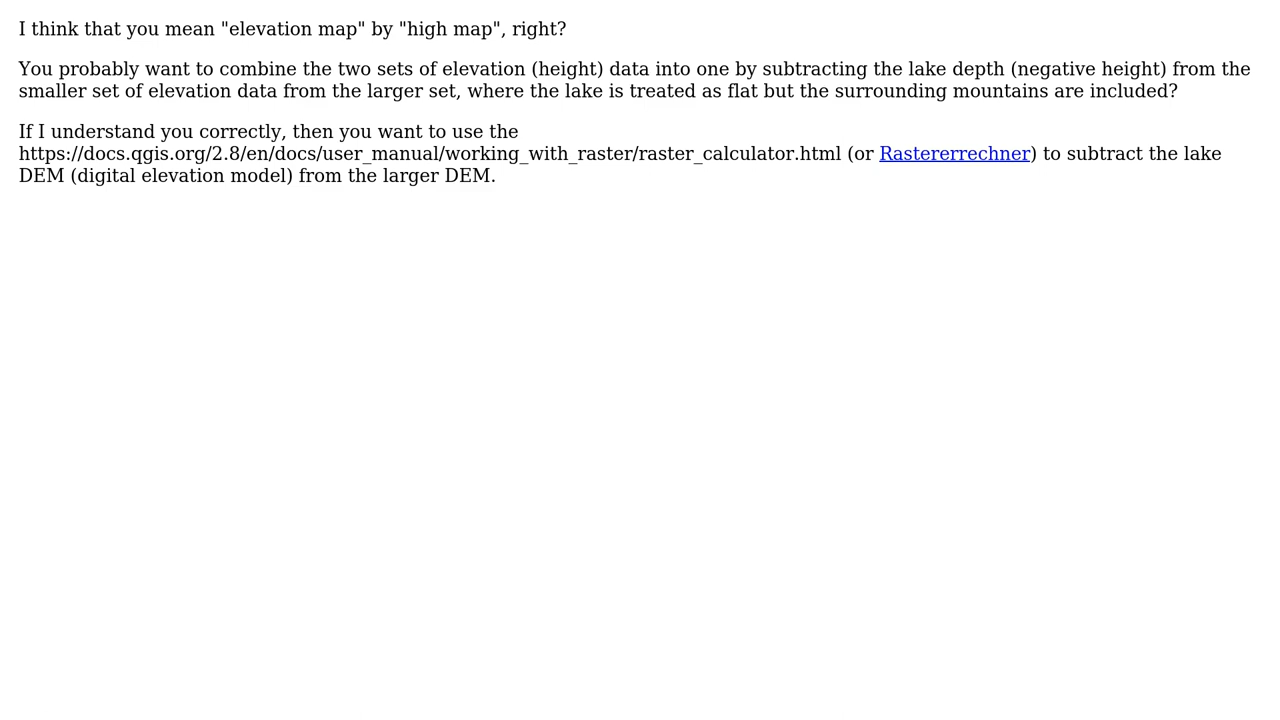 I think that you mean "elevation map" by "high map", right?
You probably want to combine the two sets of elevation (height) data into one by subtracting the lake depth (negative height) from the
smaller set of elevation data from the larger set, where the lake is treated as flat but the surrounding mountains are included?
If I understand you correctly, then you want to use the
https://docs.qgis.org/2.8/en/docs/user_manual/working_with_raster/raster_calculator.html (or Rastererrechner) to subtract the lake
DEM (digital elevation model) from the larger DEM.